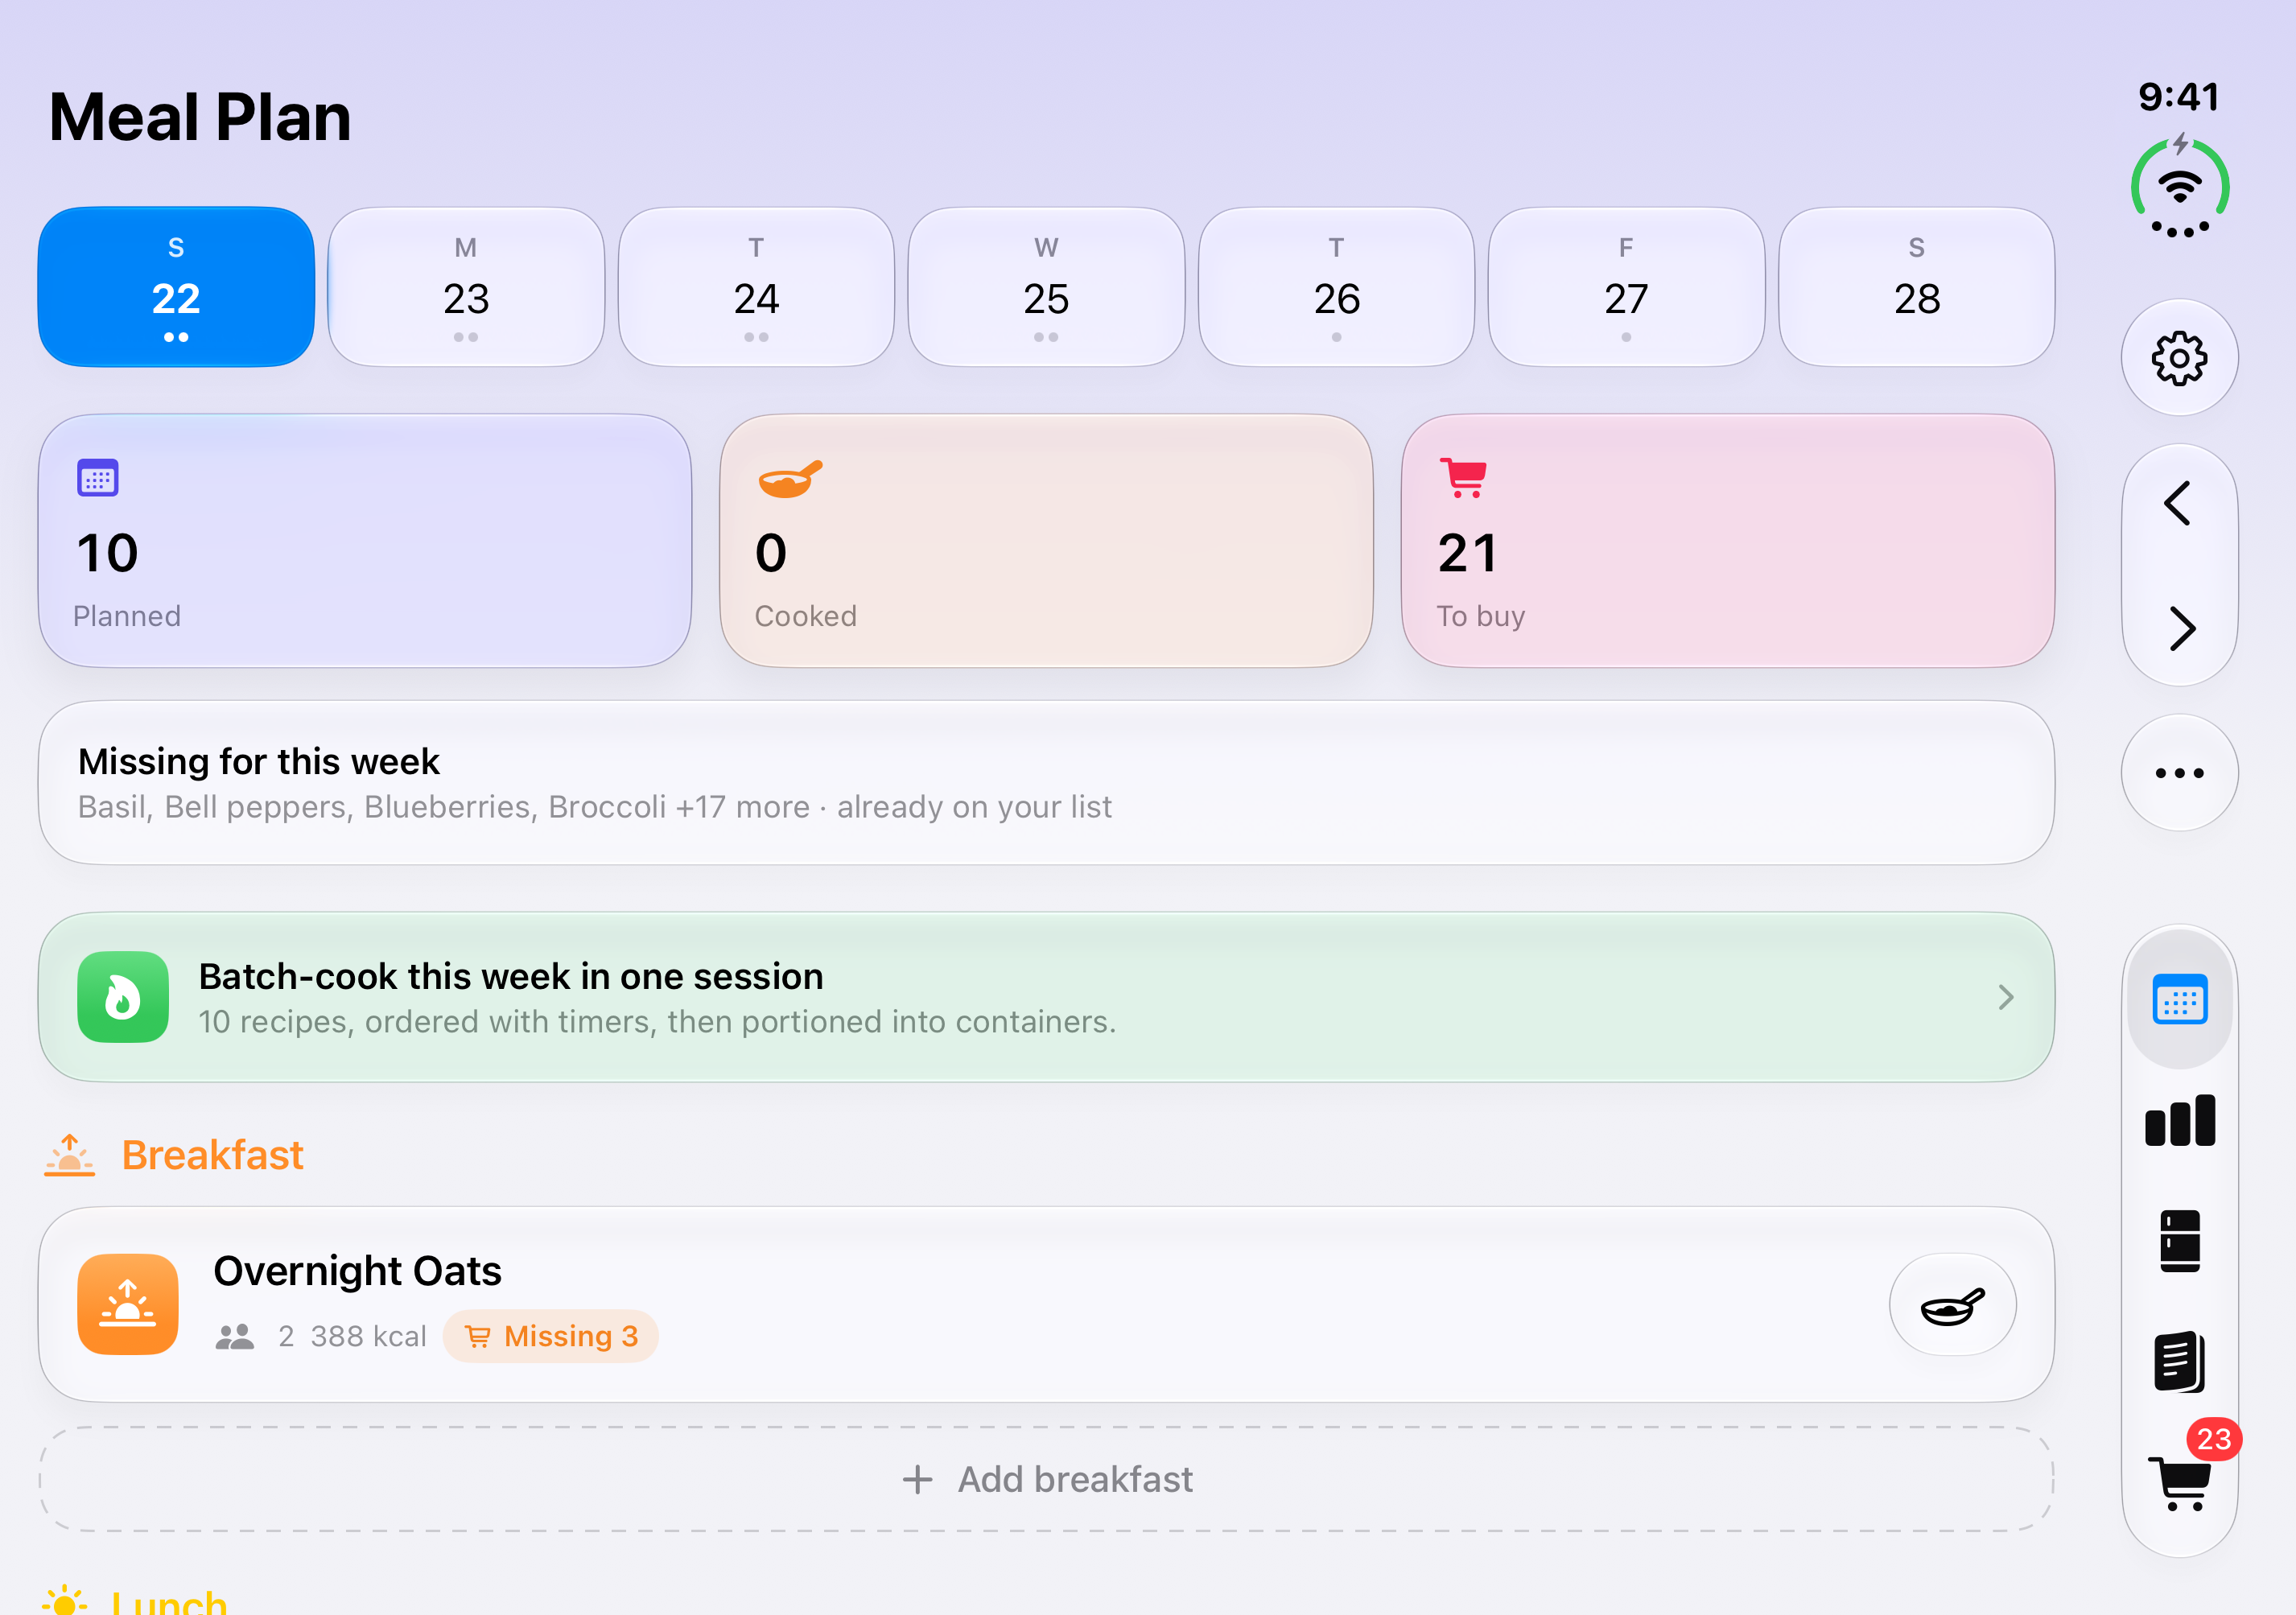 Meal Plan
9:41
S
22
M
23
T
24
W
25
T
26
F
27
S
28
10
Planned
0
Cooked
21
To buy
Missing for this week
Basil, Bell peppers, Blueberries, Broccoli +17 more · already on your list
Batch-cook this week in one session
10 recipes, ordered with timers, then portioned into containers.
Breakfast
Overnight Oats
2 388 kcal Missing 3
23
Add breakfast
Lunch